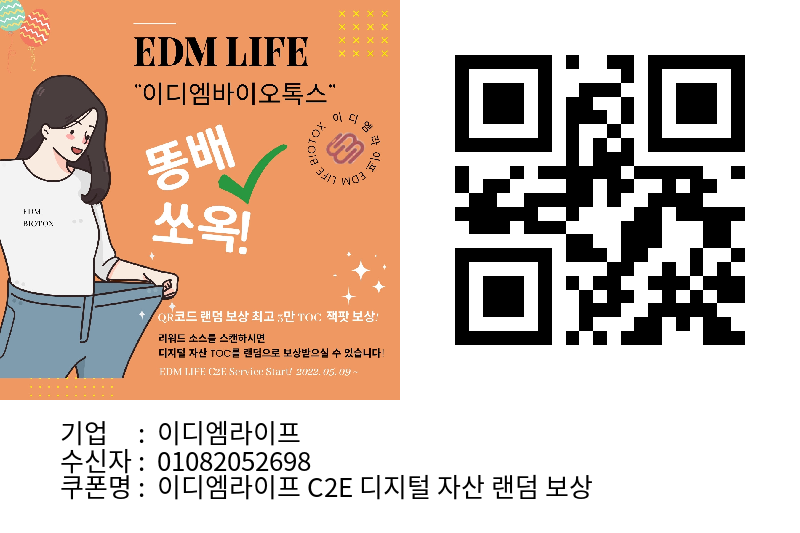 EDM LIFE
"이디엠바이오톡스"
똥배
쏘옥!
이 디 엠 라 이 프 EDM LIFE BIOTOX
EDM
BIOTOX
QR코드 랜덤 보상 최고 5만 TOC 잭팟 보상!
리워드 소스를 스캔하시면
디지털 자산 TOC를 랜덤으로 보상받으실 수 있습니다!
EDM LIFE C2E Service Start! 2022. 05. 09 ~
기업 : 이디엠라이프
수신자 : 01082052698
쿠폰명 : 이디엠라이프 C2E 디지털 자산 랜덤 보상